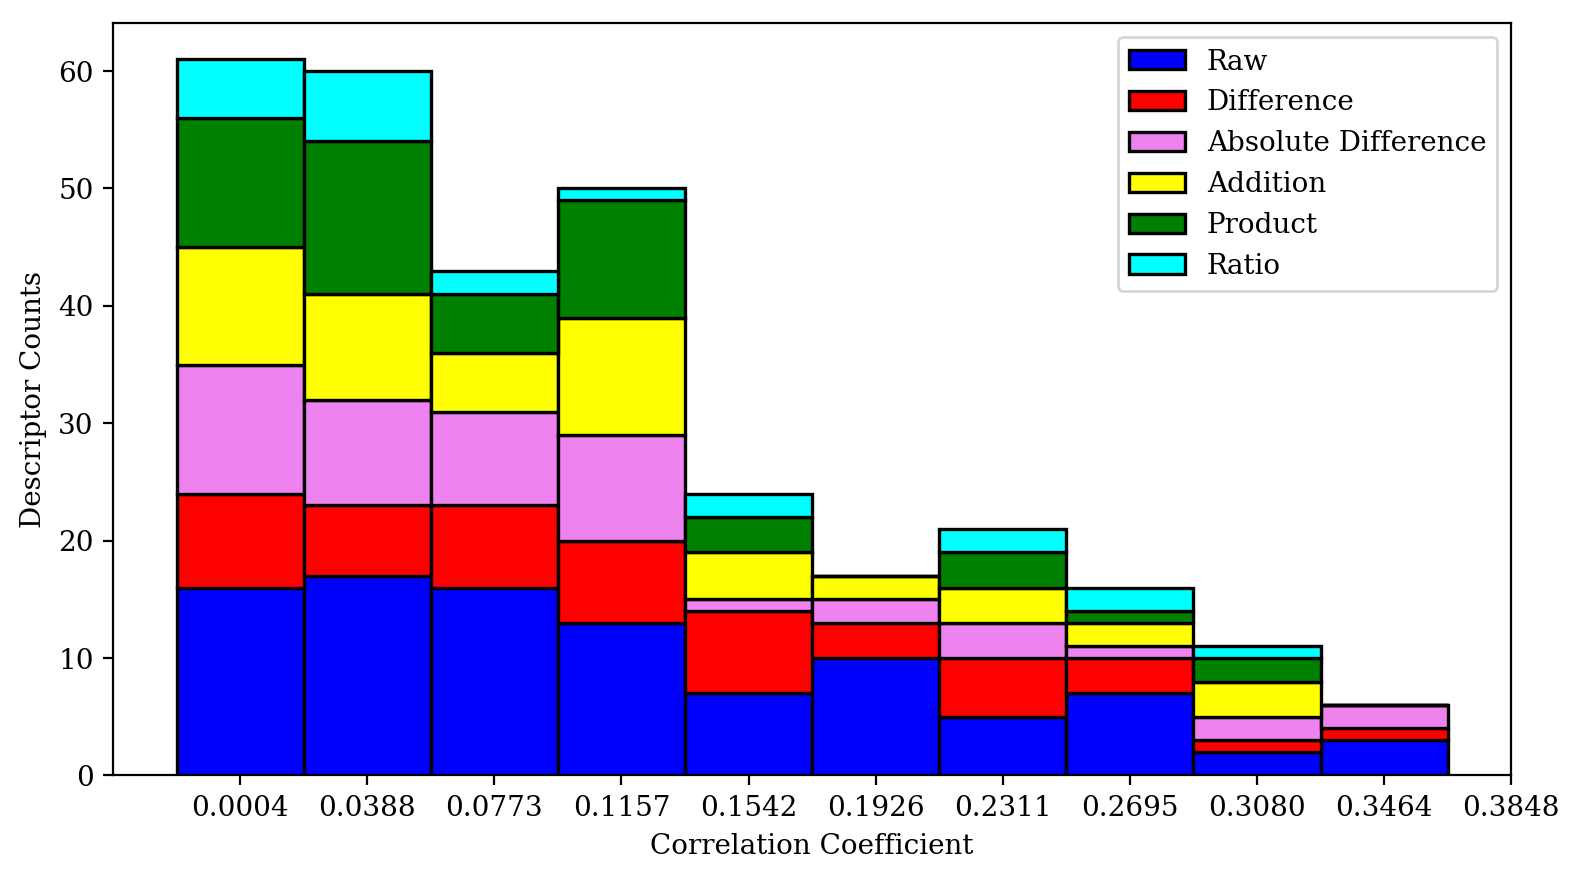 60
50
40
30
20
10
0
Descriptor Counts
Raw
Difference
Absolute Difference
Addition
Product
Ratio
0.0004 0.0388 0.0773 0.1157 0.1542 0.1926 0.2311 0.2695 0.3080 0.3464 0.3848
Correlation Coefficient